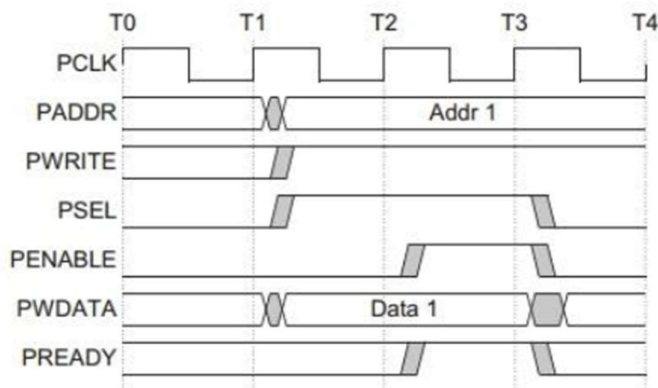 T0 T1 T2 T3 T4
PCLK
PADDR Addr 1
PWRITE
PSEL
PENABLE
PWDATA Data 1
PREADY